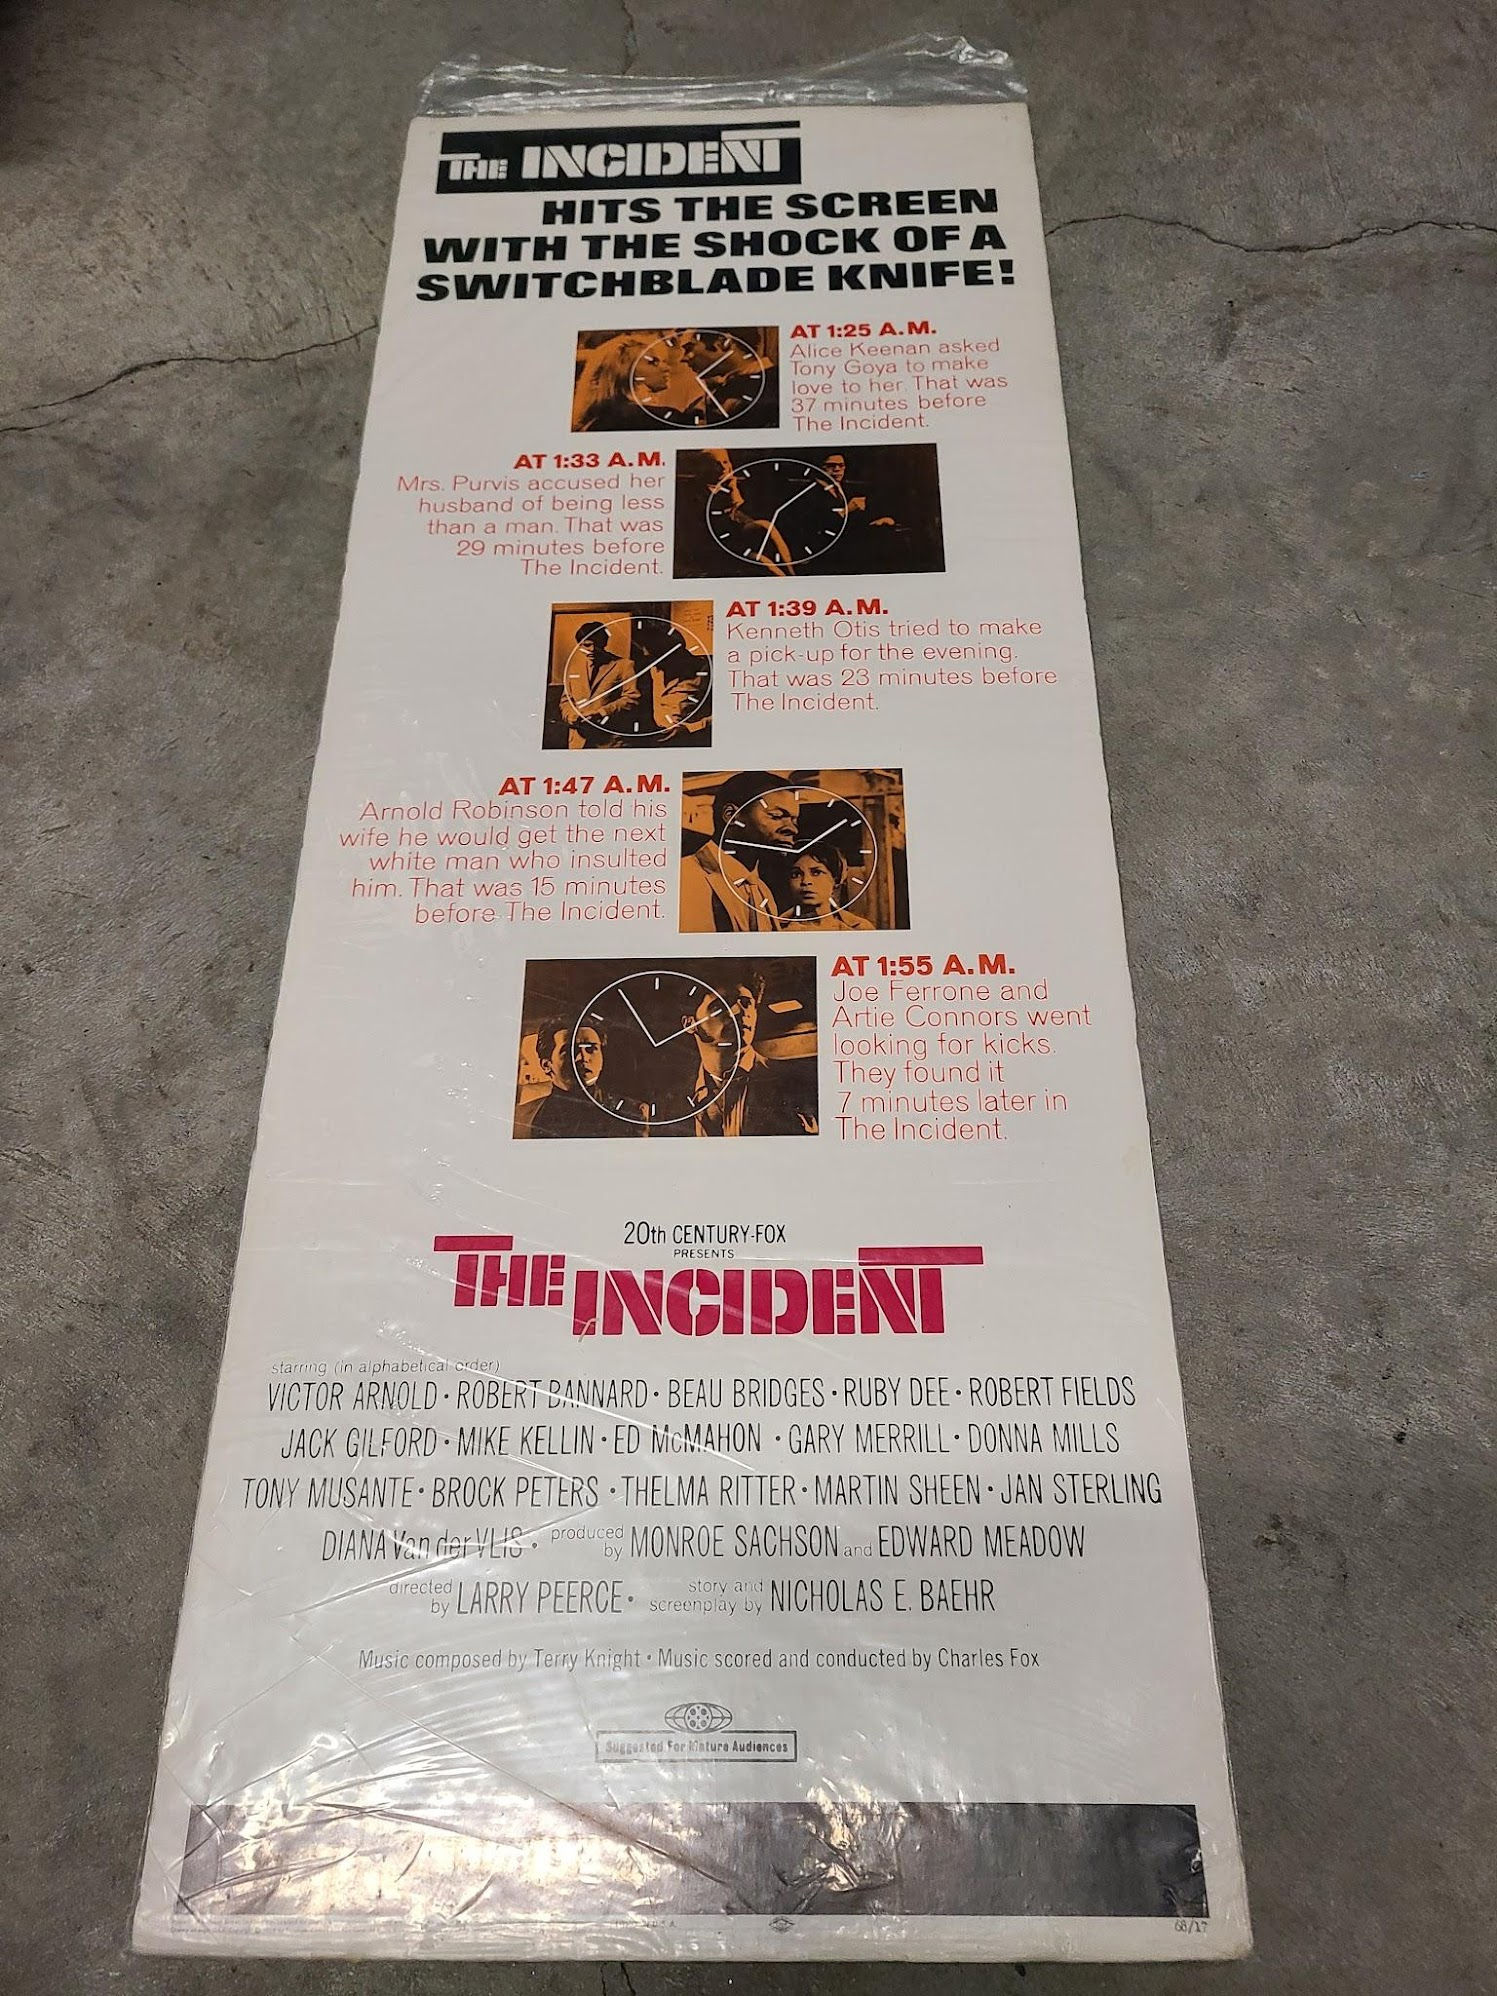 THE INCIDENT
HITS THE SCREEN
WITH THE SHOCK OF A
SWITCHBLADE KNIFE!
AT 1:25 A.M.
Alice Keenan asked
Tony Goya to make
love to her. That was
37 minutes before
The Incident.
AT 1:33 A.M.
Mrs. Purvis accused her
husband of being less
than a man. That was
29 minutes before
The Incident.
AT 1:39 A.M.
Kenneth Otis tried to make
a pick-up for the evening.
That was 23 minutes before
The Incident.
AT 1:47 A.M.
Arnold Robinson told his
wife he would get the next
white man who insulted
him. That was 15 minutes
before The Incident.
AT 1:55 A.M.
Joe Ferrone and
Artie Connors went
looking for kicks.
They found it
7 minutes later in
The Incident.
20th CENTURY-FOX
PRESENTS
THE INCIDENT
starring (in alphabetical order)
VICTOR ARNOLD · ROBERT BANNARD · BEAU BRIDGES · RUBY DEE · ROBERT FIELDS
JACK GILFORD · MIKE KELLIN · ED McMAHON · GARY MERRILL · DONNA MILLS
TONY MUSANTE · BROCK PETERS · THELMA RITTER · MARTIN SHEEN · JAN STERLING
DIANA Van der VLIS · produced by MONROE SACHSON and EDWARD MEADOW
directed by LARRY PEERCE · story and screenplay by NICHOLAS E. BAEHR
Music composed by Terry Knight • Music scored and conducted by Charles Fox
Suggested For Mature Audiences
68/17